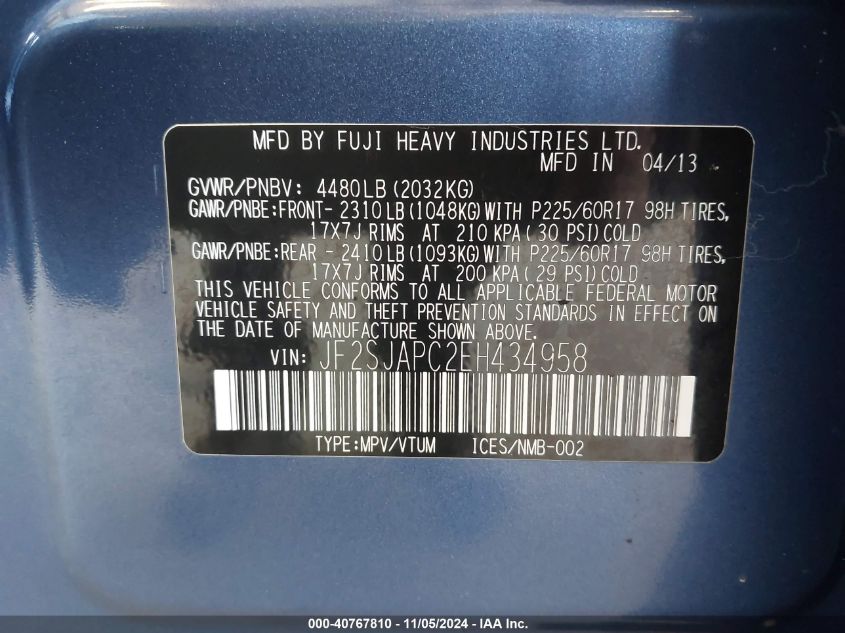 MFD BY FUJI HEAVY INDUSTRIES LTD.
MFD IN 04/13
GVWR/PNBV: 4480LB(2032KG)
GAWR/PNBE:FRONT- 2310LB(1048KG)WITH P225/60R17 98H TIRES,
17X7J RIMS AT 210 KPA(30 PSI)COLD
GAWR/PNBE:REAR - 2410LB(1093KG)WITH P225/60R17 98H TIRES,
17X7J RIMS AT 200 KPA(29 PSI)COLD
THIS VEHICLE CONFORMS TO ALL APPLICABLE FEDERAL MOTOR
VEHICLE SAFETY AND THEFT PREVENTION STANDARDS IN EFFECT ON
THE DATE OF MANUFACTURE SHOWN ABOVE.
VIN: JF2SJAPC2EH434958
TYPE:MPV/VTUM ICES/NMB-002
000-40767810 - 11/05/2024 - IAA Inc.